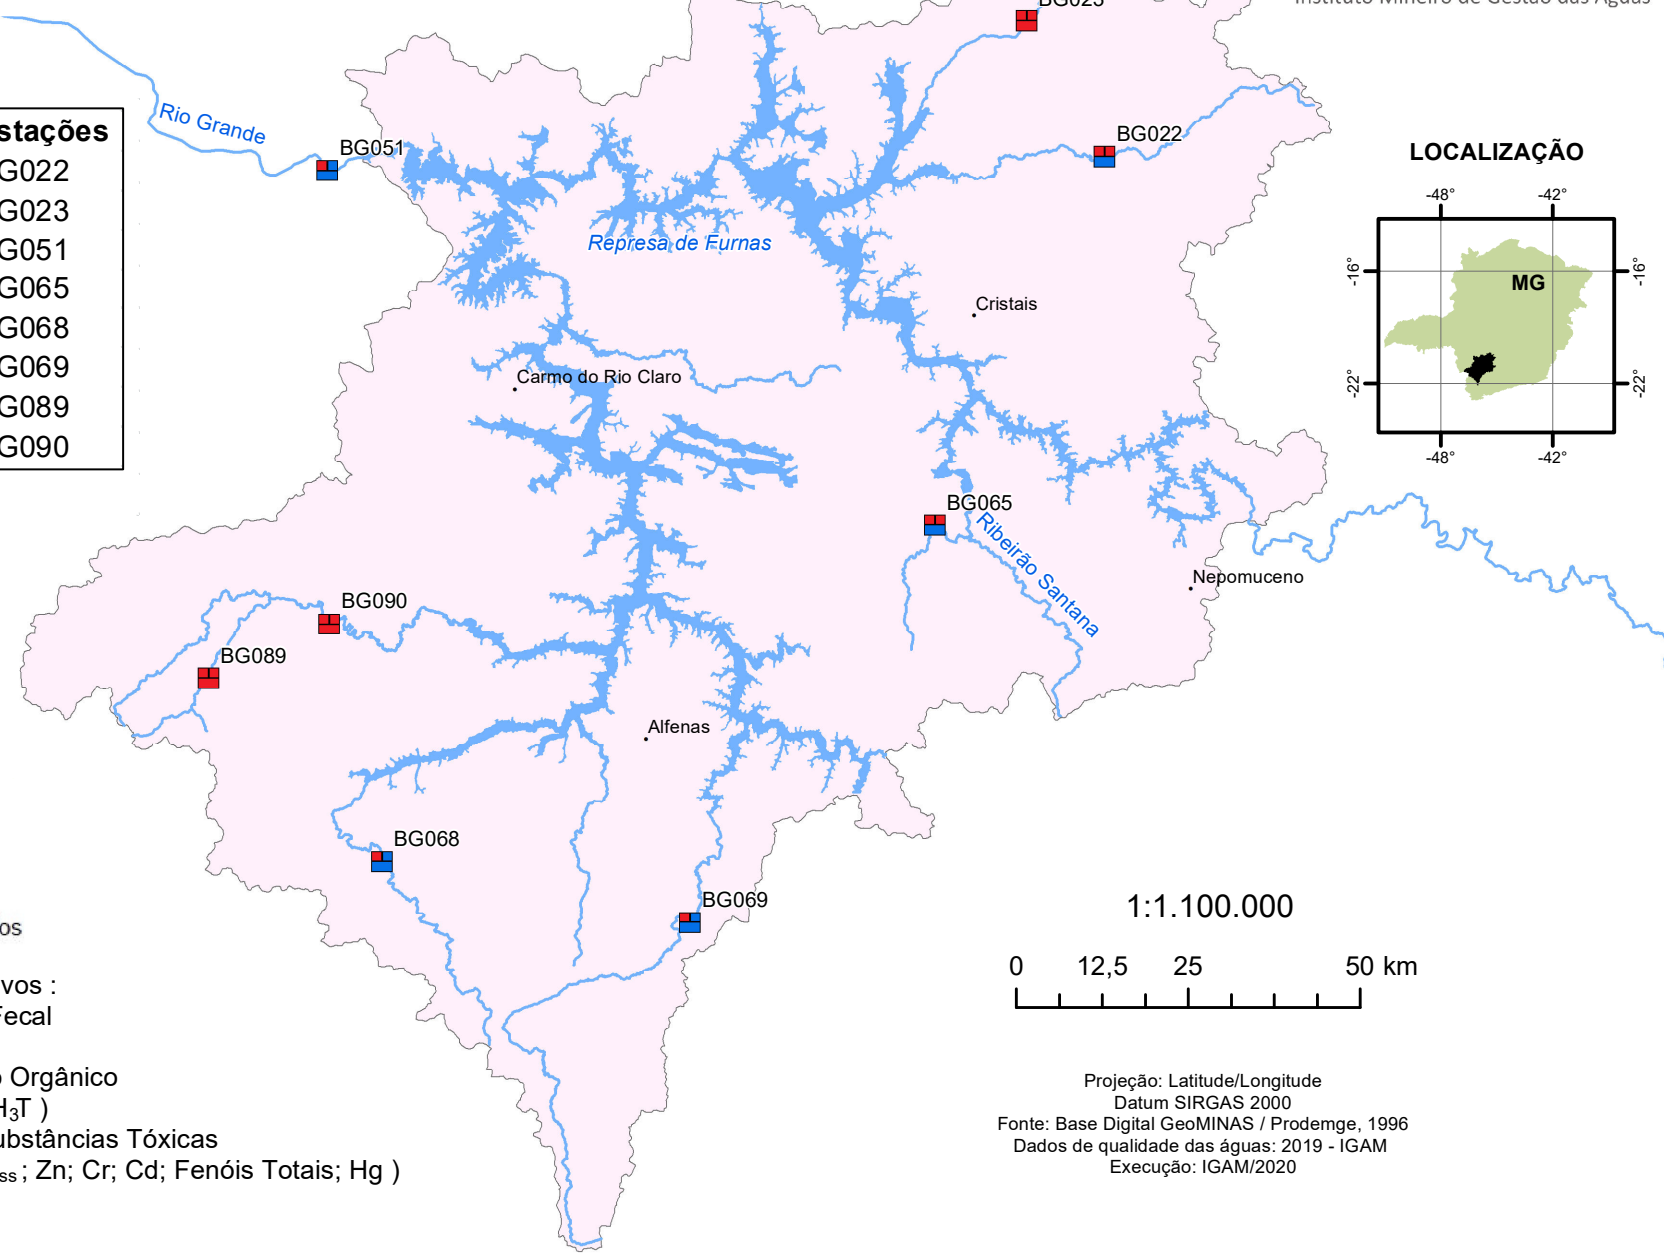 BG023
Instituto Mineiro de Gestão das Águas
Rio Grande
BG051
BG022
stações
G022
G023
G051
G065
G068
G069
G089
G090
LOCALIZAÇÃO
-48° -42°
-16° -16°
MG
-22° -22°
-48 -42°
Represa de Furnas
Cristais
Carmo do Rio Claro
BG065
Ribeirão Santana
Nepomuceno
BG090
BG089
Alfenas
BG068
BG069
os
vos :
Fecal
o Orgânico
H₃T )
ubstâncias Tóxicas
ss ; Zn; Cr; Cd; Fenóis Totais; Hg )
1:1.100.000
0 12,5 25 50 km
Projeção: Latitude/Longitude
Datum SIRGAS 2000
Fonte: Base Digital GeoMINAS / Prodemge, 1996
Dados de qualidade das águas: 2019 - IGAM
Execução: IGAM/2020